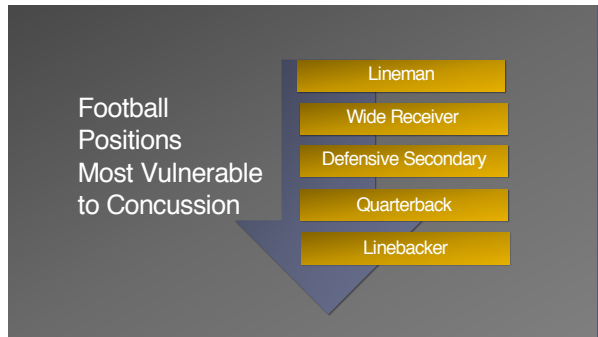 Football
Positions
Most Vulnerable
to Concussion
Lineman
Wide Receiver
Defensive Secondary
Quarterback
Linebacker